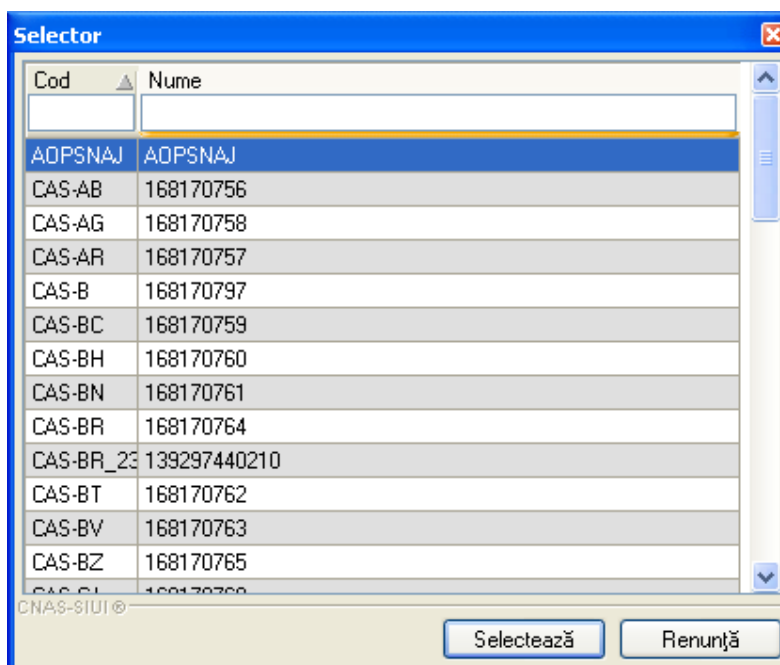 Selector
Cod Nume
AOPSNAJ AOPSNAJ
CAS-AB 168170756
CAS-AG 168170758
CAS-AR 168170757
CAS-B 168170797
CAS-BC 168170759
CAS-BH 168170760
CAS-BN 168170761
CAS-BR 168170764
CAS-BR_23 139297440210
CAS-BT 168170762
CAS-BV 168170763
CAS-BZ 168170765
CNAS-SIUI ®
Selectează Renunţă